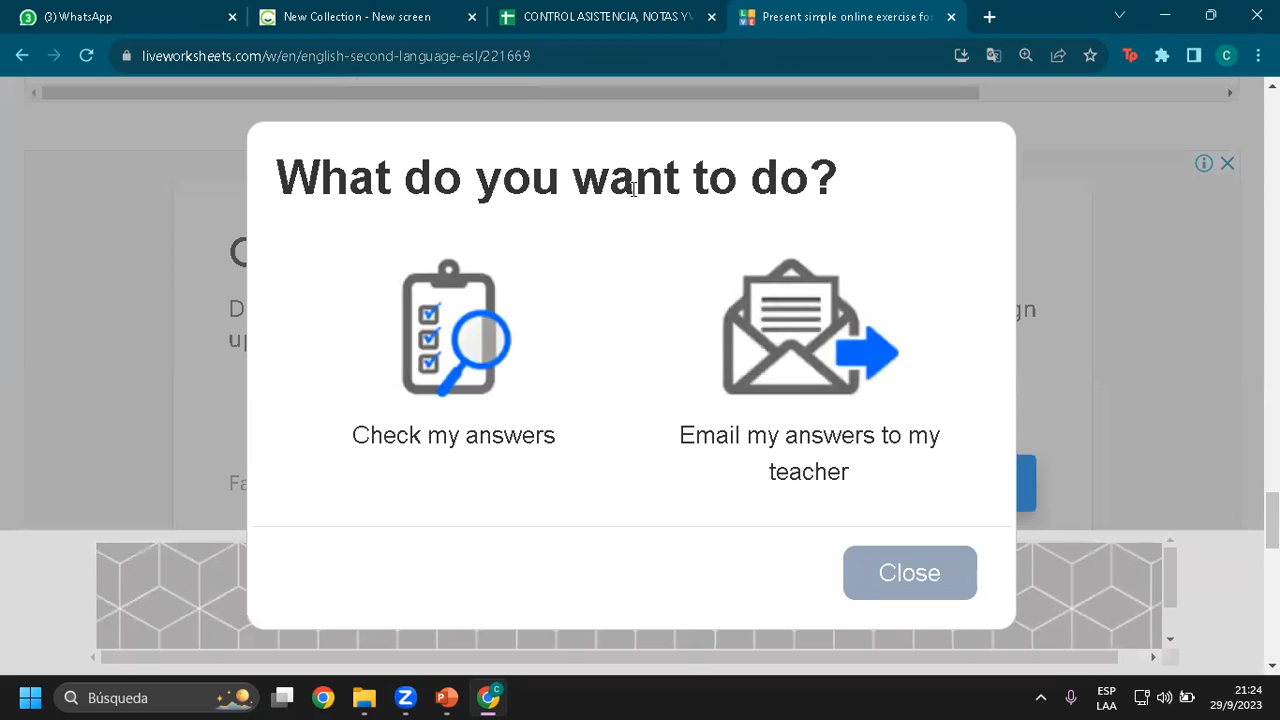 (3) WhatsApp
New Collection - New screen
CONTROL ASISTENCIA, NOTAS Y V
Present simple online exercise for
liveworksheets.com/w/en/english-second-language-esl/221669
What do you want to do?
Check my answers
Email my answers to my
teacher
Close
Búsqueda
ESP
LAA
21:24
29/9/2023